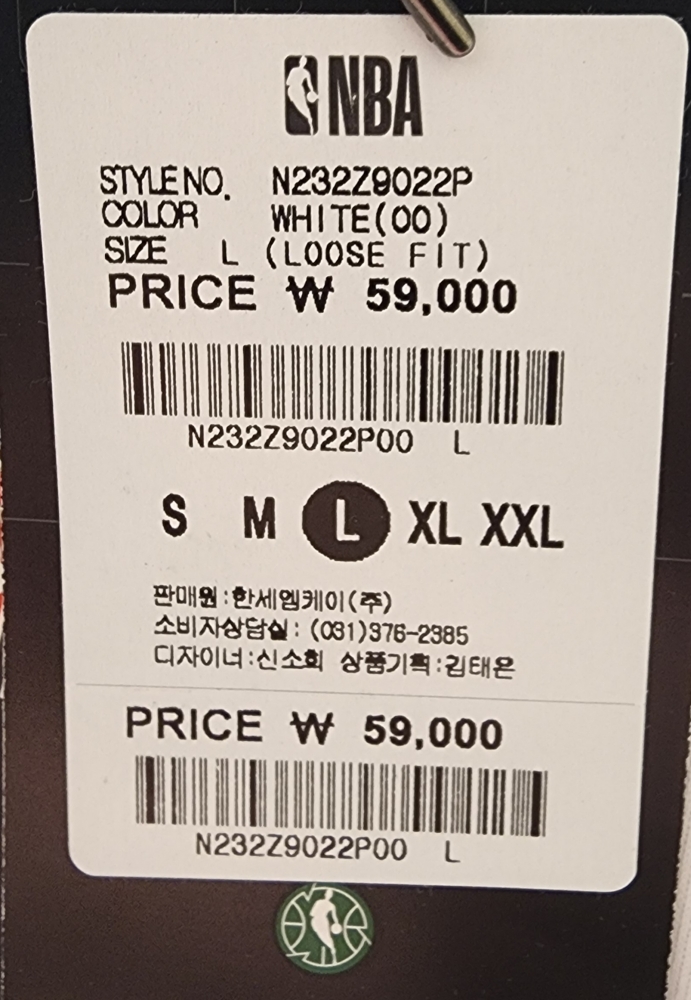 NBA
STYLE NO. N232Z9022P
COLOR WHITE(00)
SIZE L (LOOSE FIT)
PRICE ₩ 59,000
N232Z9022P00 L
S M L XL XXL
판매원:한세엠케이(주)
소비자상담실: (031)376-2385
디자이너:신소희 상품기획:김태은
PRICE ₩ 59,000
N232Z9022P00 L